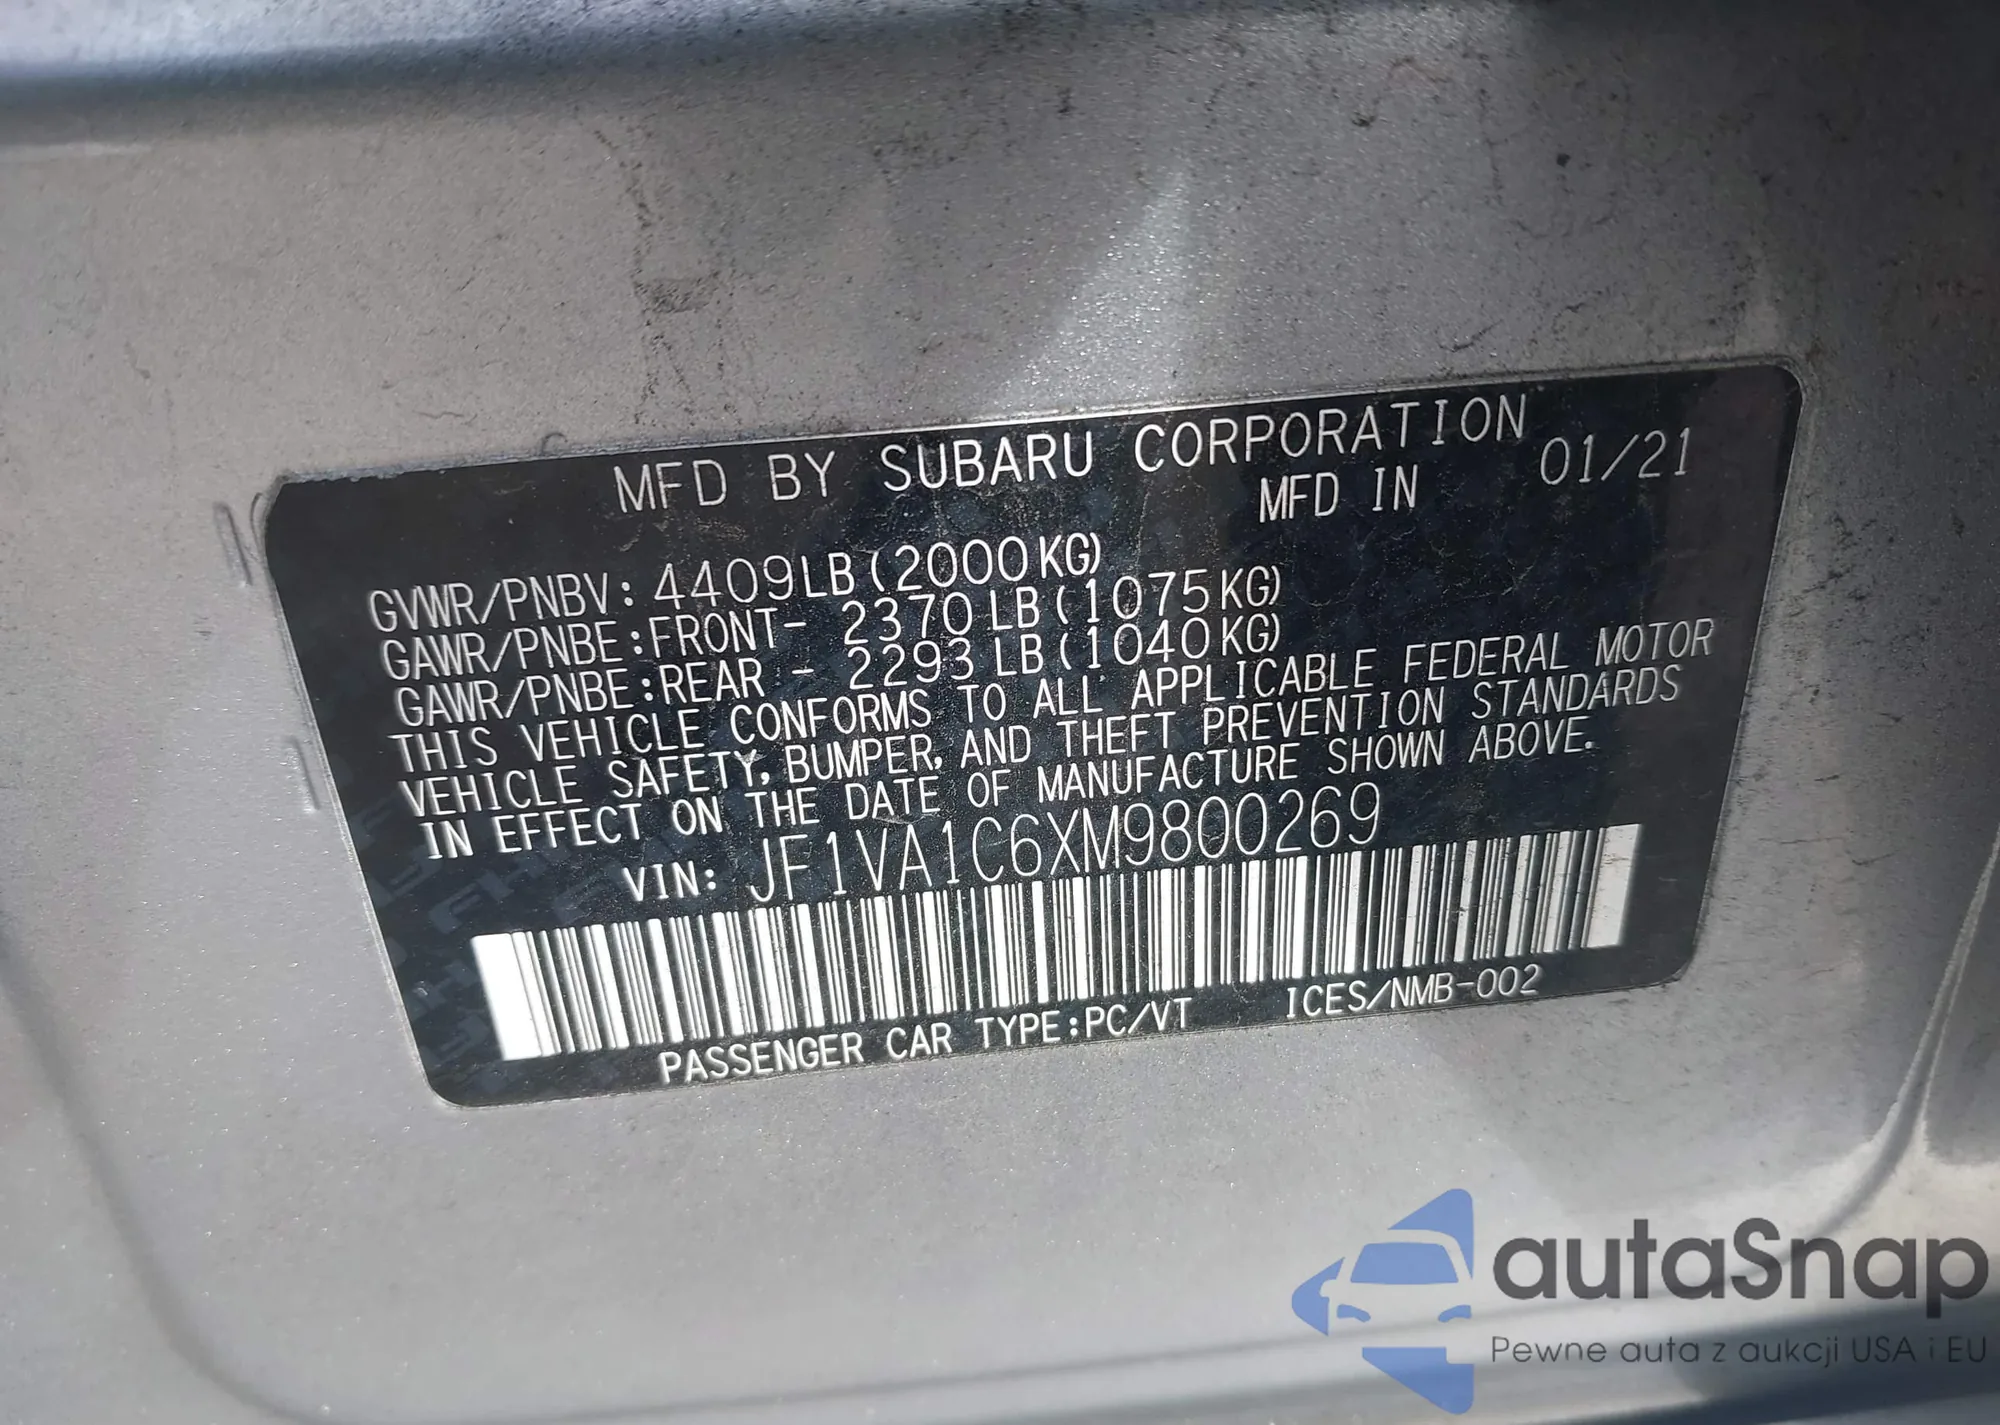 MFD BY SUBARU CORPORATION
MFD IN 01/21
GVWR/PNBV: 4409LB(2000KG)
GAWR/PNBE:FRONT- 2370LB(1075KG)
GAWR/PNBE:REAR - 2293LB(1040KG)
THIS VEHICLE CONFORMS TO ALL APPLICABLE FEDERAL MOTOR
VEHICLE SAFETY, BUMPER, AND THEFT PREVENTION STANDARDS
IN EFFECT ON THE DATE OF MANUFACTURE SHOWN ABOVE.
VIN: JF1VA1C6XM9800269
PASSENGER CAR TYPE:PC/VT ICES/NMB-002
autaSnap
Pewne auta z aukcji USA i EU